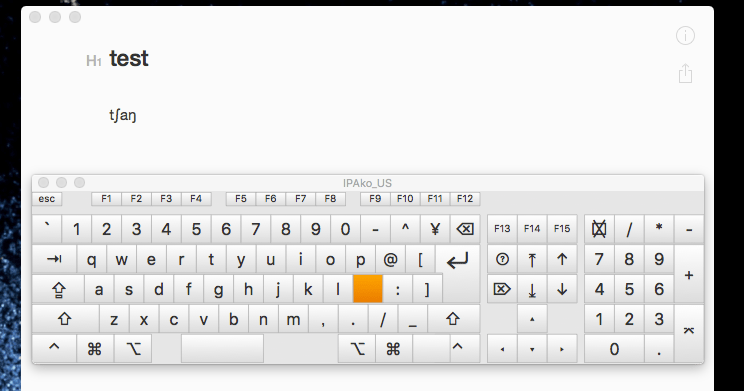 H1 test
tʃaŋ
IPAko_US
esc F1 F2 F3 F4 F5 F6 F7 F8 F9 F10 F11 F12
` 1 2 3 4 5 6 7 8 9 0 - ^ ¥ ⌫ F13 F14 F15 / * -
⇥ q w e r t y u i o p @ [ ↩ ? ⤒ ↑ 7 8 9 +
⇪ a s d f g h j k l : ] ⌦ ⤓ ↓ 4 5 6
⇧ z x c v b n m , . / _ ⇧ ▴ 1 2 3 ⌤
^ ⌘ ⌥ ⌥ ⌘ ^ ◂ ▾ ▸ 0 .